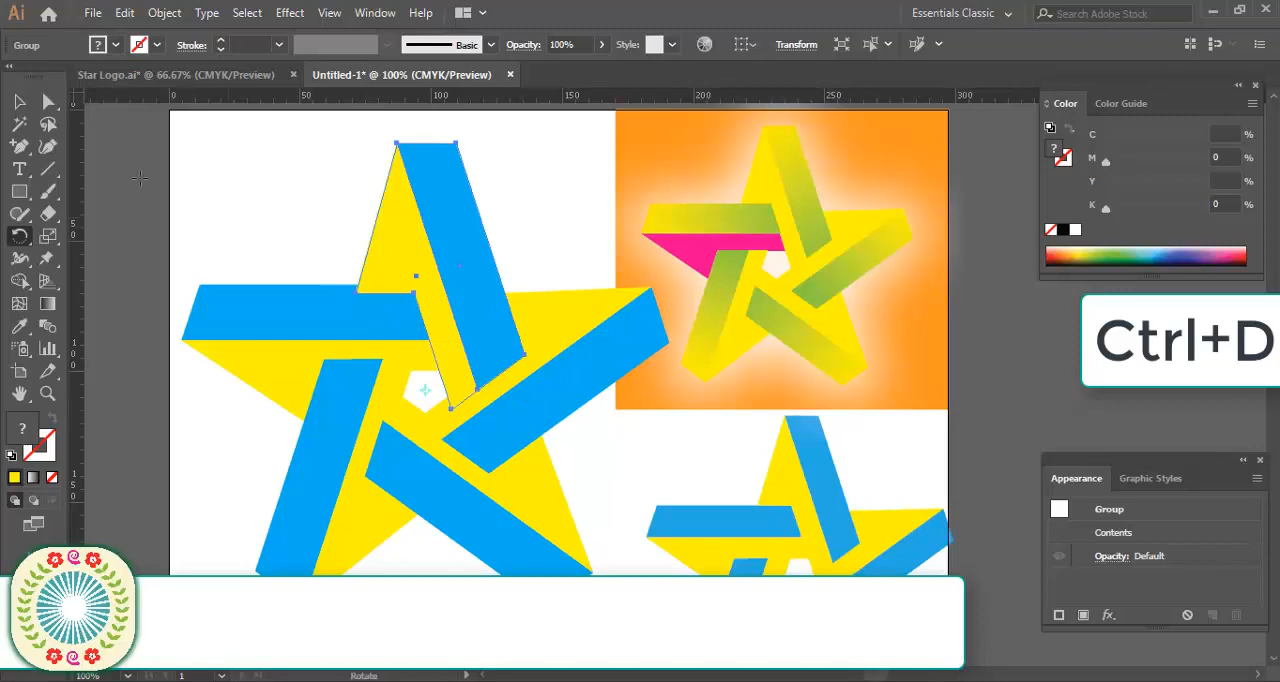 Ai File Edit Object Type Select Effect View Window Help Essentials Classic Search Adobe Stock
Group ? Stroke: Basic Opacity: 100% Style: Transform
Star Logo.ai* @ 66.67% (CMYK/Preview) × Untitled-1* @ 100% (CMYK/Preview) ×
0 50 100 150 200 250 300
Color Color Guide
C %
?
M 0 %
Y %
K 0 %
Ctrl+D
?
Appearance Graphic Styles
Group
Contents
Opacity: Default
fx
100% 1 Rotate